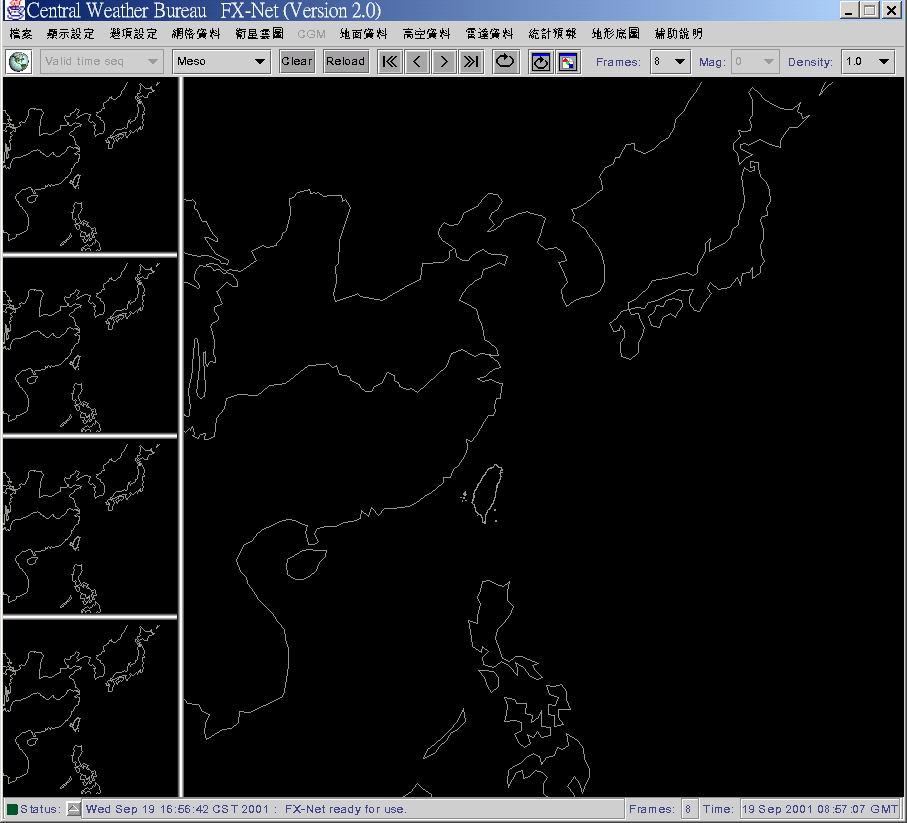 Central Weather Bureau FX-Net (Version 2.0)
檔案 顯示設定 選項設定 網格資料 衛星雲圖 CGM 地面資料 高空資料 雷達資料 統計預報 地形底圖 輔助說明
Valid time seq Meso Clear Reload Frames: 8 Mag: 0 Density: 1.0
Status: Wed Sep 19 16:56:42 CST 2001 : FX-Net ready for use. Frames: 8 Time: 19 Sep 2001 08:57:07 GMT